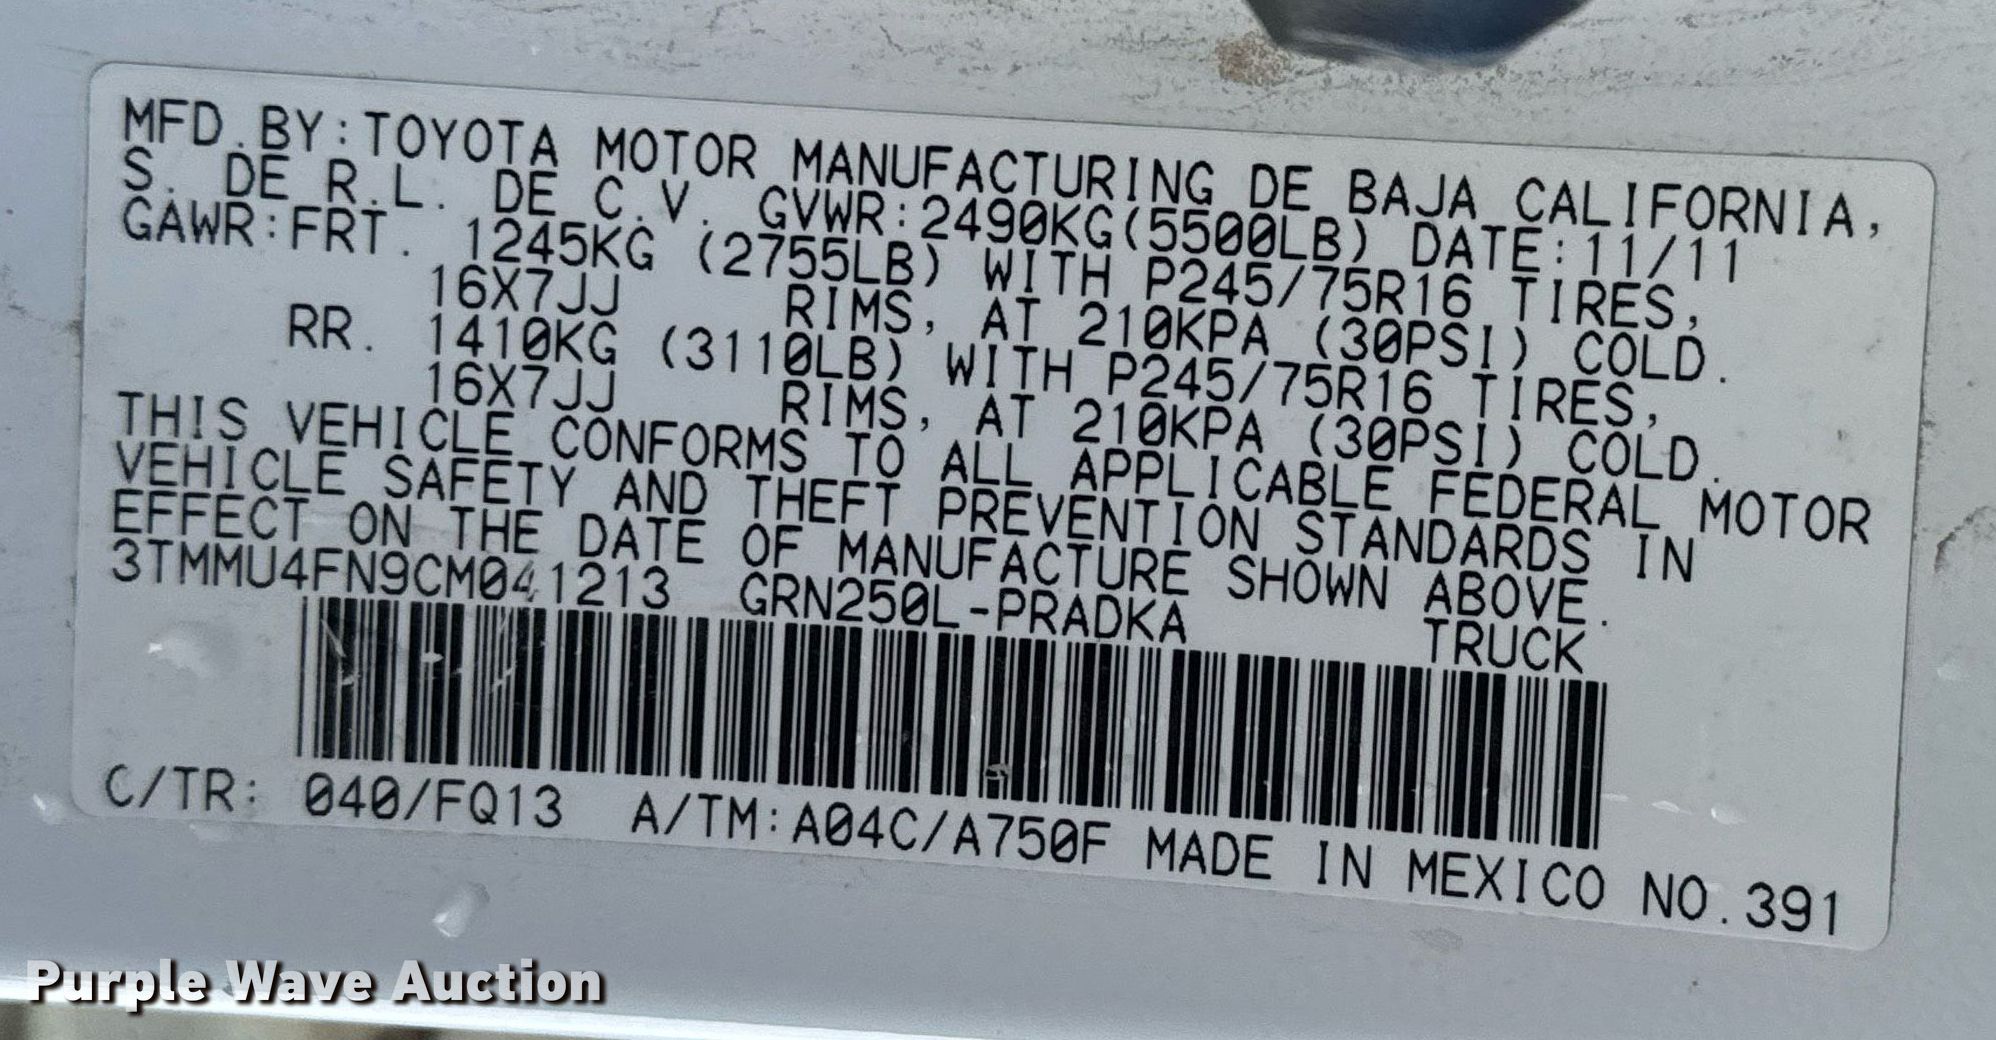 MFD.BY:TOYOTA MOTOR MANUFACTURING DE BAJA CALIFORNIA,
S. DE R.L. DE C.V. GVWR:2490KG(5500LB) DATE:11/11
GAWR:FRT. 1245KG (2755LB) WITH P245/75R16 TIRES,
16X7JJ RIMS, AT 210KPA (30PSI) COLD.
RR. 1410KG (3110LB) WITH P245/75R16 TIRES,
16X7JJ RIMS, AT 210KPA (30PSI) COLD.
THIS VEHICLE CONFORMS TO ALL APPLICABLE FEDERAL MOTOR
VEHICLE SAFETY AND THEFT PREVENTION STANDARDS IN
EFFECT ON THE DATE OF MANUFACTURE SHOWN ABOVE.
3TMMU4FN9CM041213 GRN250L-PRADKA TRUCK
C/TR: 040/FQ13 A/TM:A04C/A750F MADE IN MEXICO NO.391
Purple Wave Auction